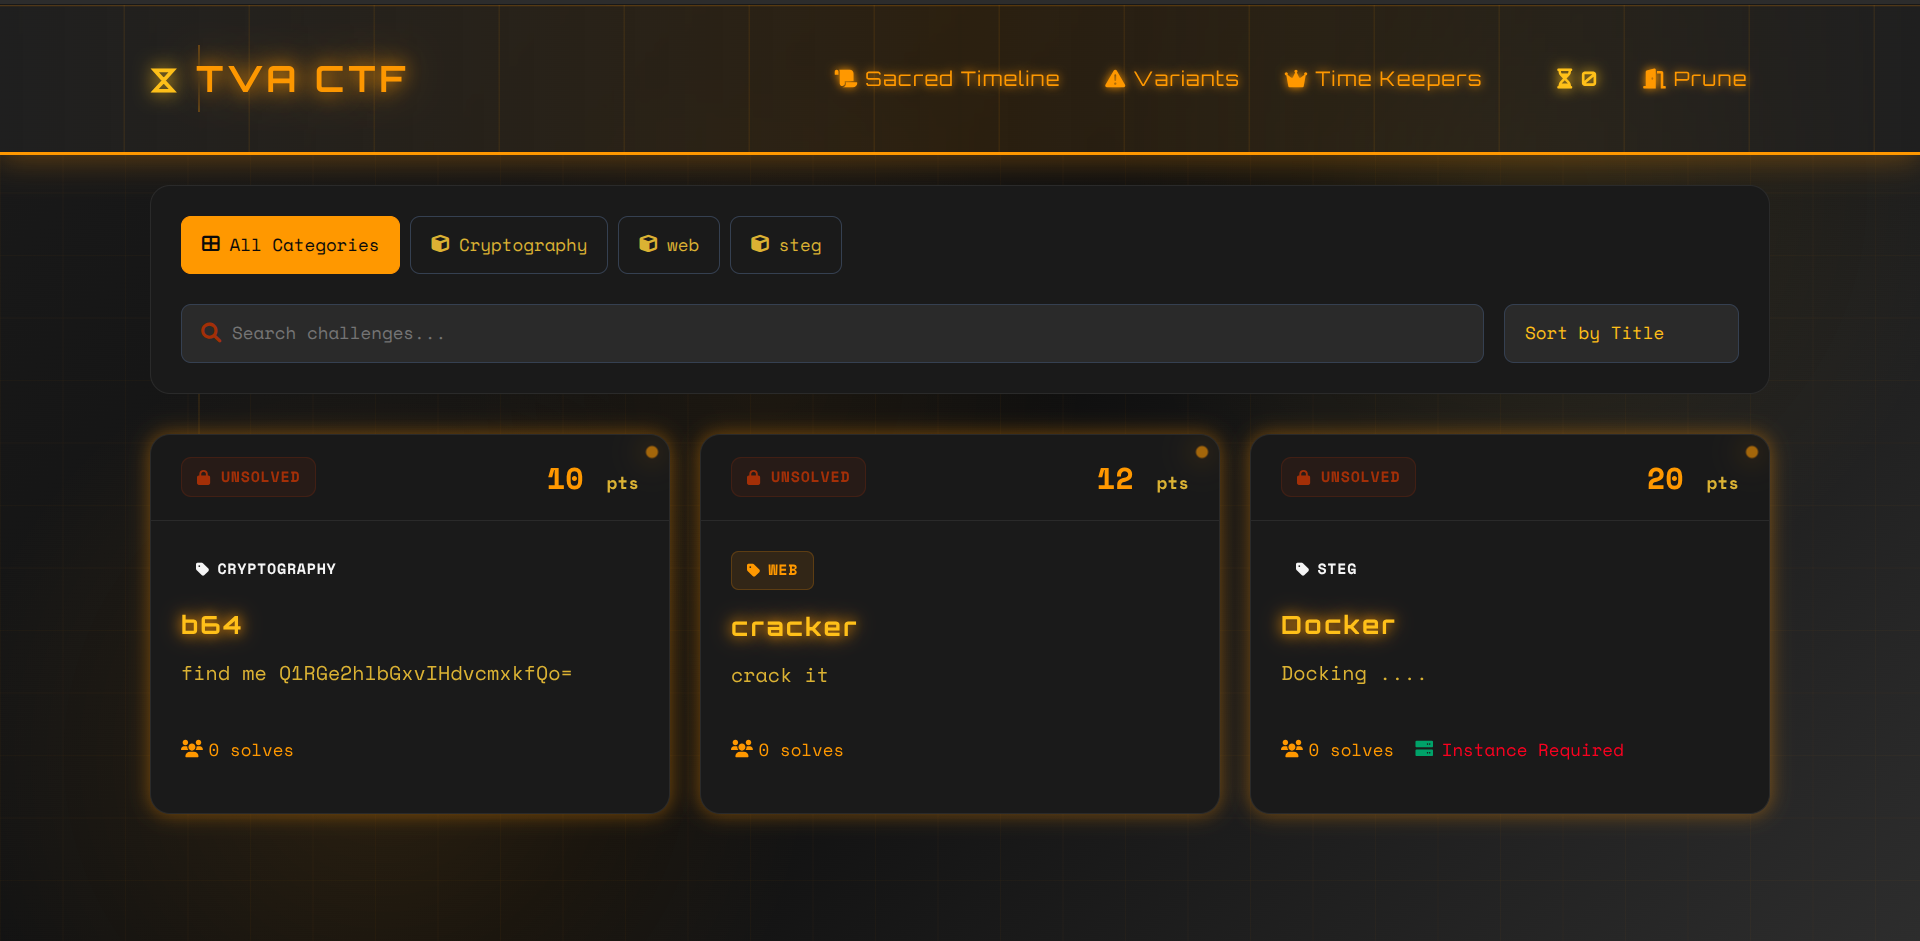 TVA CTF
Sacred Timeline
Variants
Time Keepers
0
Prune
All Categories
Cryptography
web
steg
Search challenges...
Sort by Title
UNSOLVED
10 pts
CRYPTOGRAPHY
b64
find me Q1RGe2hlbGxvIHdvcmxkfQo=
0 solves
UNSOLVED
12 pts
WEB
cracker
crack it
0 solves
UNSOLVED
20 pts
STEG
Docker
Docking ....
0 solves
Instance Required